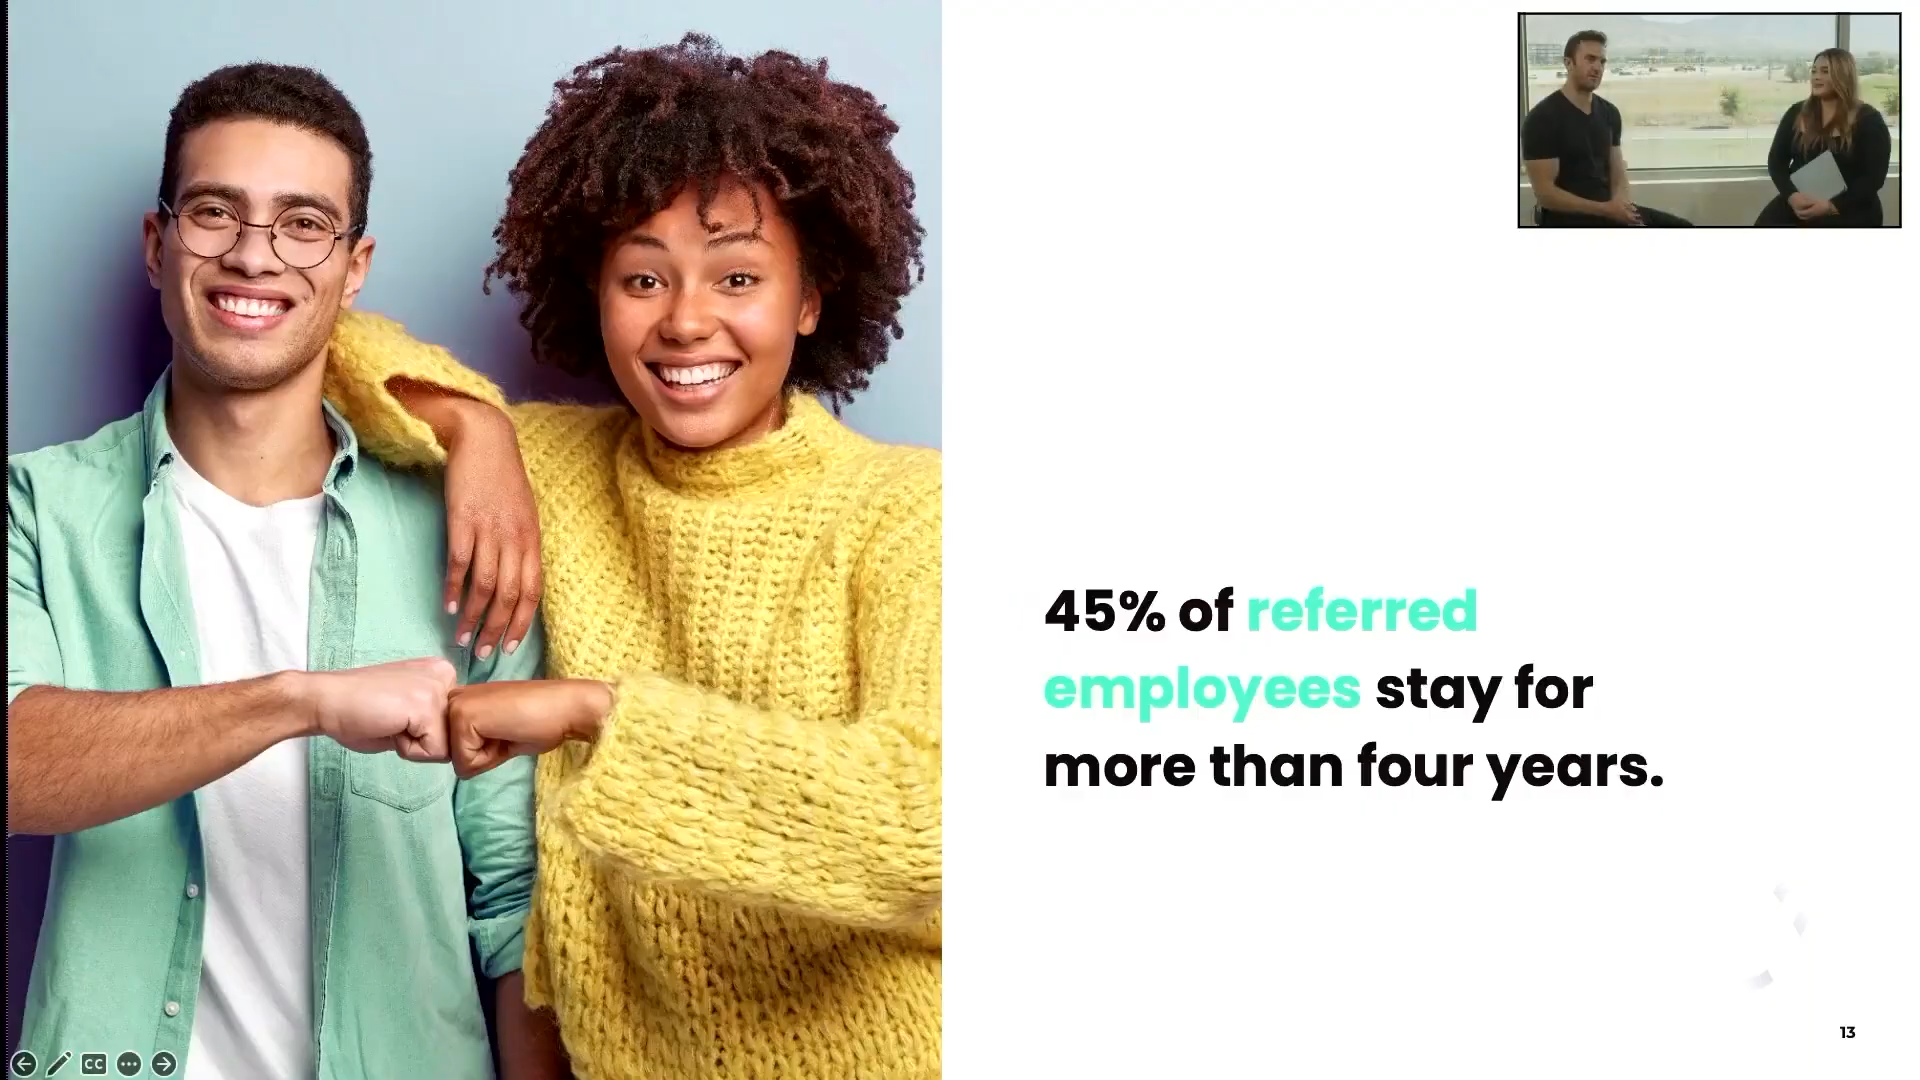 45% of referred
employees stay for
more than four years.
13
CC